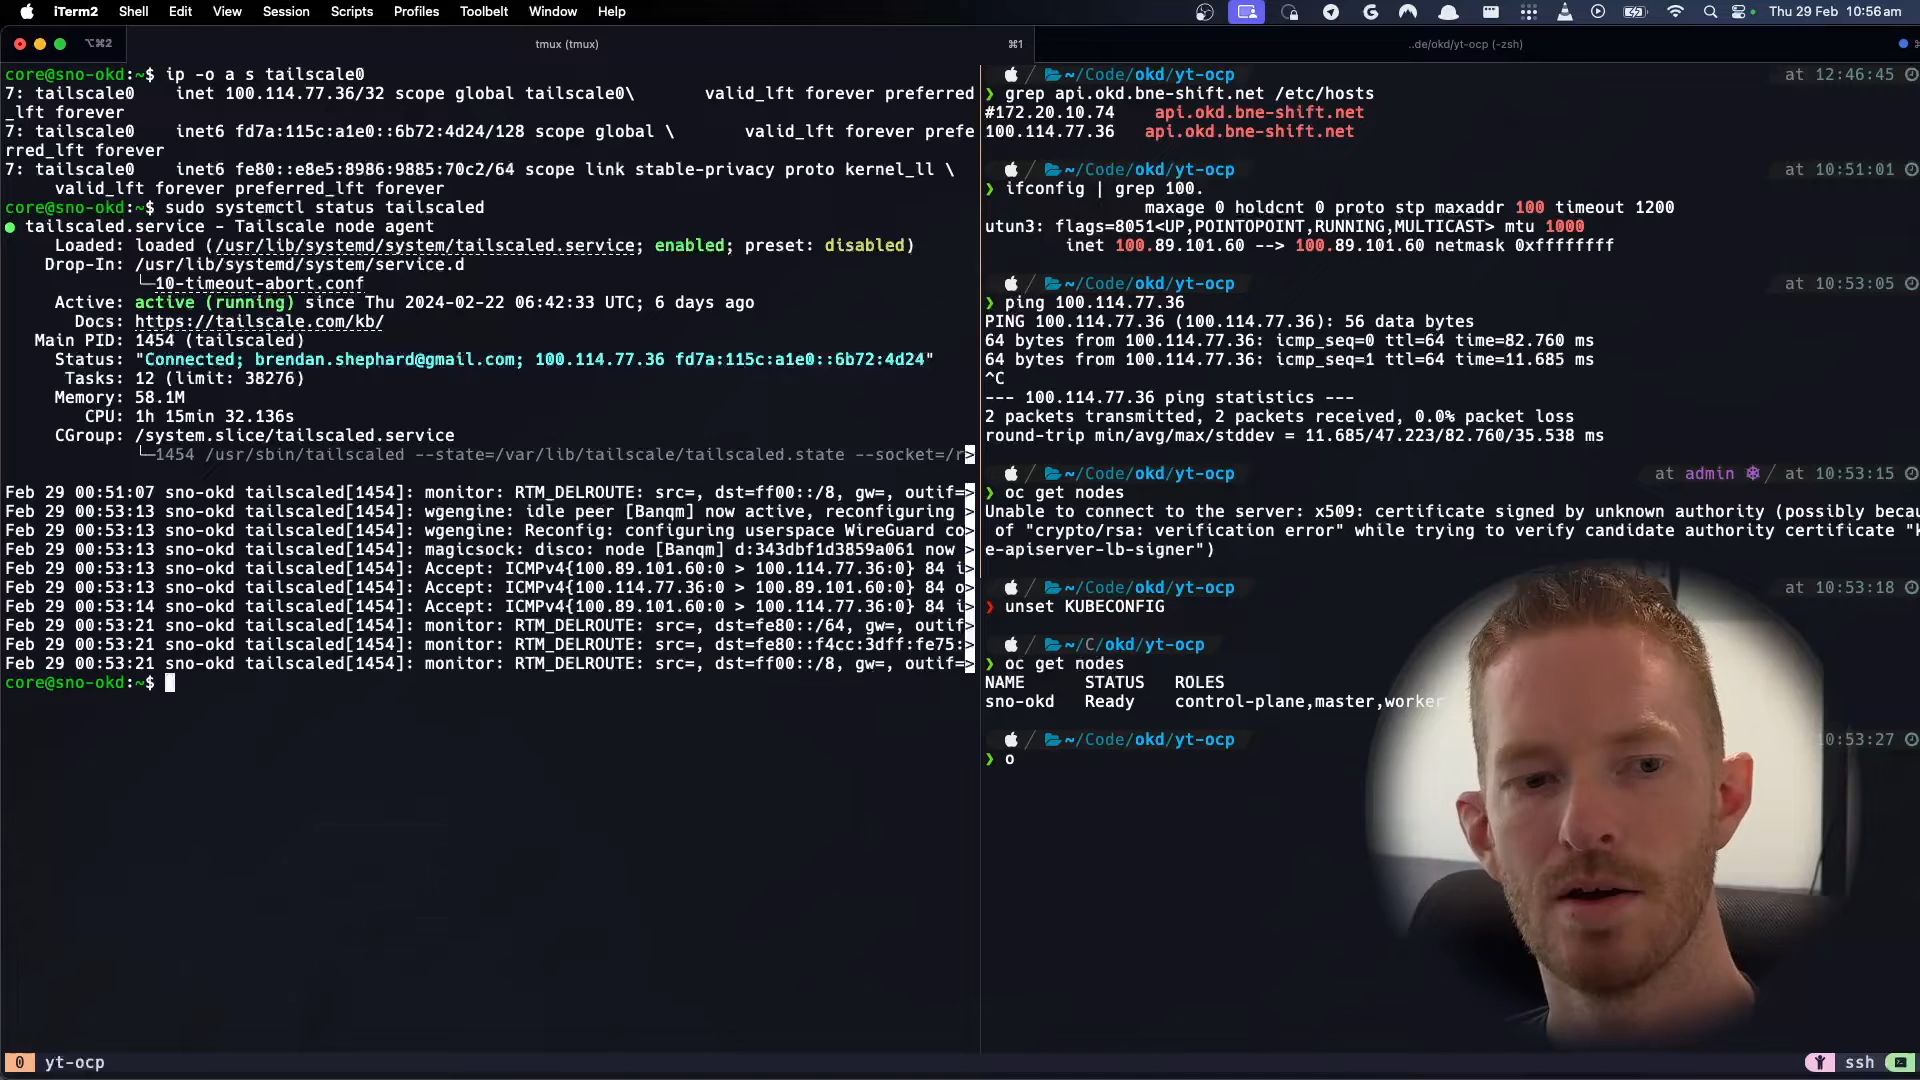 iTerm2 Shell Edit View Session Scripts Profiles Toolbelt Window Help Thu 29 Feb 10:56 am
⌥⌘2 tmux (tmux) ⌘1 ..de/okd/yt-ocp (-zsh)
core@sno-okd:~$ ip -o a s tailscale0
7: tailscale0    inet 100.114.77.36/32 scope global tailscale0\       valid_lft forever preferred
_lft forever
7: tailscale0    inet6 fd7a:115c:a1e0::6b72:4d24/128 scope global \       valid_lft forever prefe
rred_lft forever
7: tailscale0    inet6 fe80::e8e5:8986:9885:70c2/64 scope link stable-privacy proto kernel_ll \
     valid_lft forever preferred_lft forever
core@sno-okd:~$ sudo systemctl status tailscaled
● tailscaled.service - Tailscale node agent
     Loaded: loaded (/usr/lib/systemd/system/tailscaled.service; enabled; preset: disabled)
    Drop-In: /usr/lib/systemd/system/service.d
             └─10-timeout-abort.conf
     Active: active (running) since Thu 2024-02-22 06:42:33 UTC; 6 days ago
       Docs: https://tailscale.com/kb/
   Main PID: 1454 (tailscaled)
     Status: "Connected; brendan.shephard@gmail.com; 100.114.77.36 fd7a:115c:a1e0::6b72:4d24"
      Tasks: 12 (limit: 38276)
     Memory: 58.1M
        CPU: 1h 15min 32.136s
     CGroup: /system.slice/tailscaled.service
             └─1454 /usr/sbin/tailscaled --state=/var/lib/tailscale/tailscaled.state --socket=/r>
Feb 29 00:51:07 sno-okd tailscaled[1454]: monitor: RTM_DELROUTE: src=, dst=ff00::/8, gw=, outif=>
Feb 29 00:53:13 sno-okd tailscaled[1454]: wgengine: idle peer [Banqm] now active, reconfiguring >
Feb 29 00:53:13 sno-okd tailscaled[1454]: wgengine: Reconfig: configuring userspace WireGuard co>
Feb 29 00:53:13 sno-okd tailscaled[1454]: magicsock: disco: node [Banqm] d:343dbf1d3859a061 now >
Feb 29 00:53:13 sno-okd tailscaled[1454]: Accept: ICMPv4{100.89.101.60:0 > 100.114.77.36:0} 84 i>
Feb 29 00:53:13 sno-okd tailscaled[1454]: Accept: ICMPv4{100.114.77.36:0 > 100.89.101.60:0} 84 o>
Feb 29 00:53:14 sno-okd tailscaled[1454]: Accept: ICMPv4{100.89.101.60:0 > 100.114.77.36:0} 84 i>
Feb 29 00:53:21 sno-okd tailscaled[1454]: monitor: RTM_DELROUTE: src=, dst=fe80::/64, gw=, outif>
Feb 29 00:53:21 sno-okd tailscaled[1454]: monitor: RTM_DELROUTE: src=, dst=fe80::f4cc:3dff:fe75:>
Feb 29 00:53:21 sno-okd tailscaled[1454]: monitor: RTM_DELROUTE: src=, dst=ff00::/8, gw=, outif=>
core@sno-okd:~$
~/Code/okd/yt-ocp at 12:46:45
❯ grep api.okd.bne-shift.net /etc/hosts
#172.20.10.74    api.okd.bne-shift.net
100.114.77.36   api.okd.bne-shift.net
~/Code/okd/yt-ocp at 10:51:01
❯ ifconfig | grep 100.
                maxage 0 holdcnt 0 proto stp maxaddr 100 timeout 1200
utun3: flags=8051<UP,POINTOPOINT,RUNNING,MULTICAST> mtu 1000
        inet 100.89.101.60 --> 100.89.101.60 netmask 0xffffffff
~/Code/okd/yt-ocp at 10:53:05
❯ ping 100.114.77.36
PING 100.114.77.36 (100.114.77.36): 56 data bytes
64 bytes from 100.114.77.36: icmp_seq=0 ttl=64 time=82.760 ms
64 bytes from 100.114.77.36: icmp_seq=1 ttl=64 time=11.685 ms
^C
--- 100.114.77.36 ping statistics ---
2 packets transmitted, 2 packets received, 0.0% packet loss
round-trip min/avg/max/stddev = 11.685/47.223/82.760/35.538 ms
~/Code/okd/yt-ocp at admin ⎈ / at 10:53:15
❯ oc get nodes
Unable to connect to the server: x509: certificate signed by unknown authority (possibly becau
 of "crypto/rsa: verification error" while trying to verify candidate authority certificate "k
e-apiserver-lb-signer")
~/Code/okd/yt-ocp at 10:53:18
❯ unset KUBECONFIG
~/C/okd/yt-ocp
❯ oc get nodes
NAME      STATUS   ROLES
sno-okd   Ready    control-plane,master,worker
~/Code/okd/yt-ocp 10:53:27
❯ o
0 yt-ocp ssh